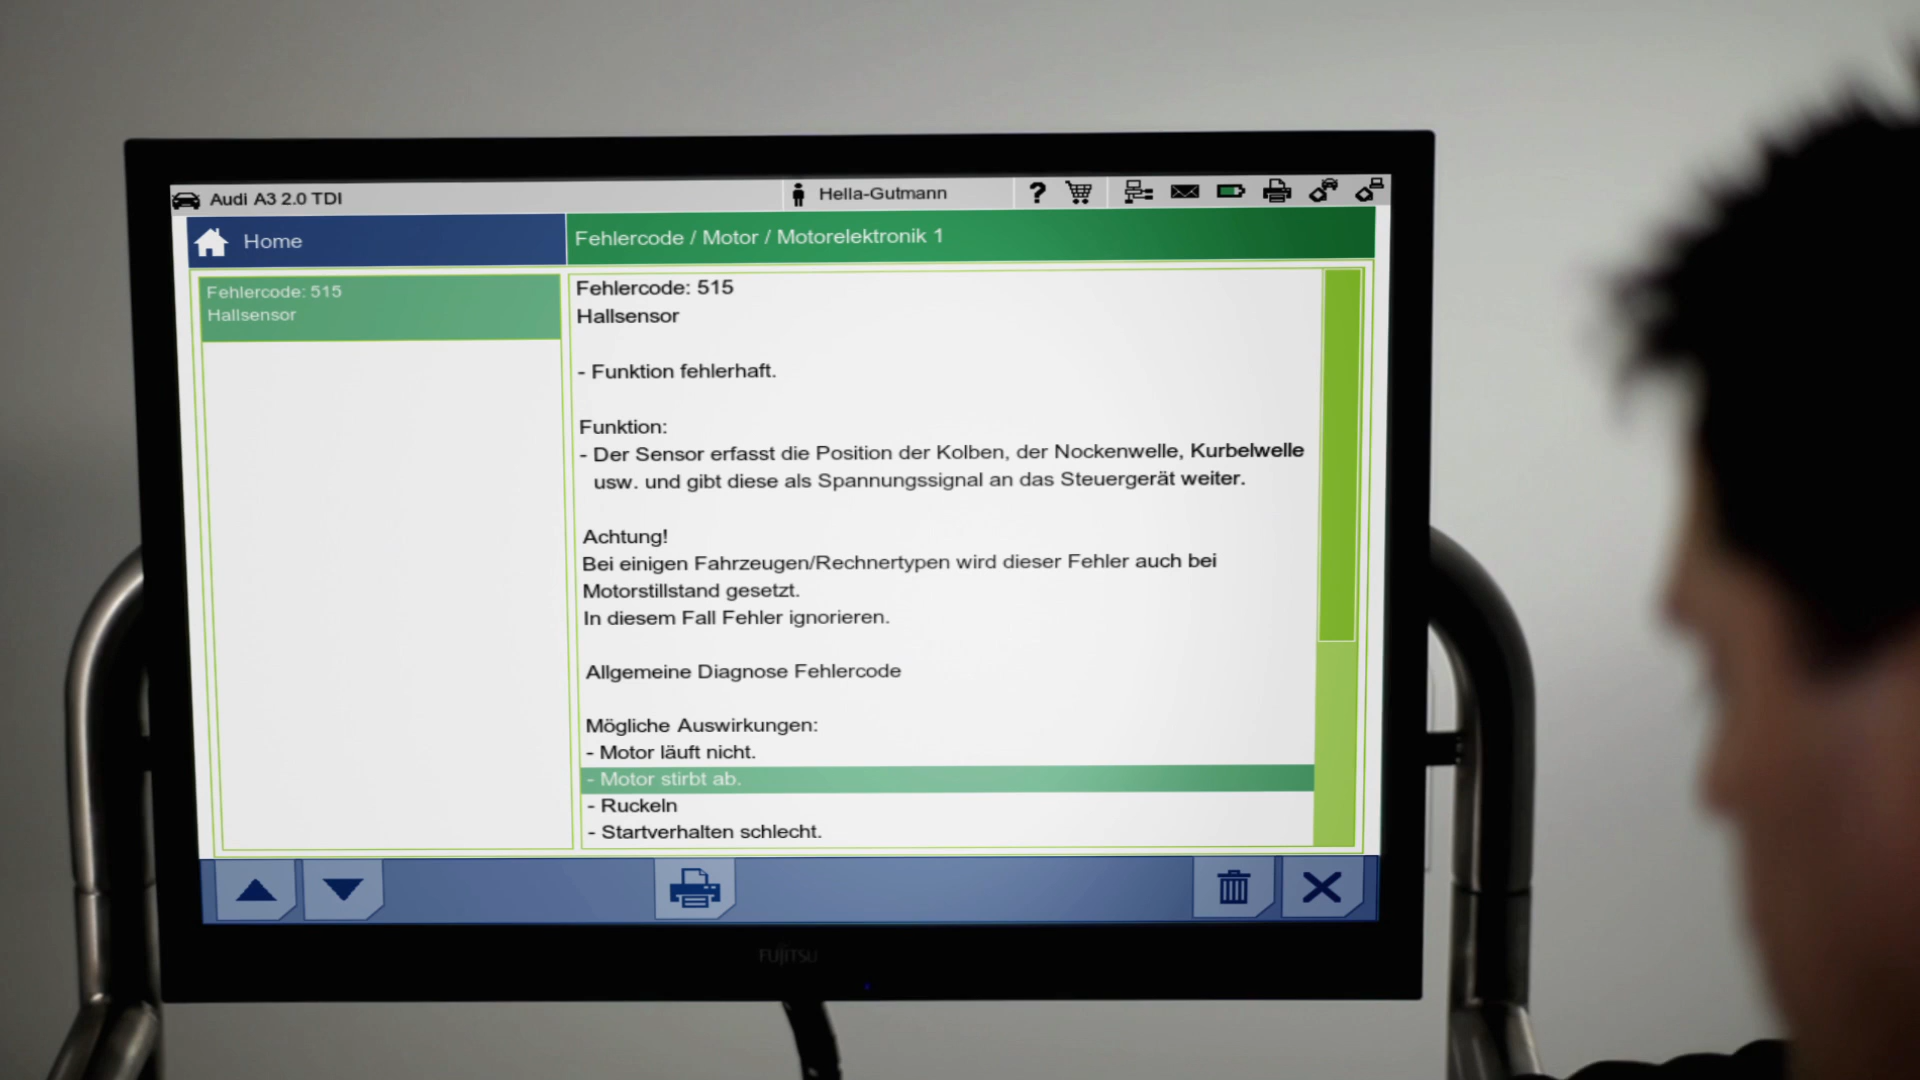 Audi A3 2.0 TDI
Hella-Gutmann
?
Home
Fehlercode / Motor / Motorelektronik 1
Fehlercode: 515
Hallsensor
Fehlercode: 515
Hallsensor
- Funktion fehlerhaft.
Funktion:
- Der Sensor erfasst die Position der Kolben, der Nockenwelle, Kurbelwelle
usw. und gibt diese als Spannungssignal an das Steuergerät weiter.
Achtung!
Bei einigen Fahrzeugen/Rechnertypen wird dieser Fehler auch bei
Motorstillstand gesetzt.
In diesem Fall Fehler ignorieren.
Allgemeine Diagnose Fehlercode
Mögliche Auswirkungen:
- Motor läuft nicht.
- Motor stirbt ab.
- Ruckeln
- Startverhalten schlecht.
FUJITSU